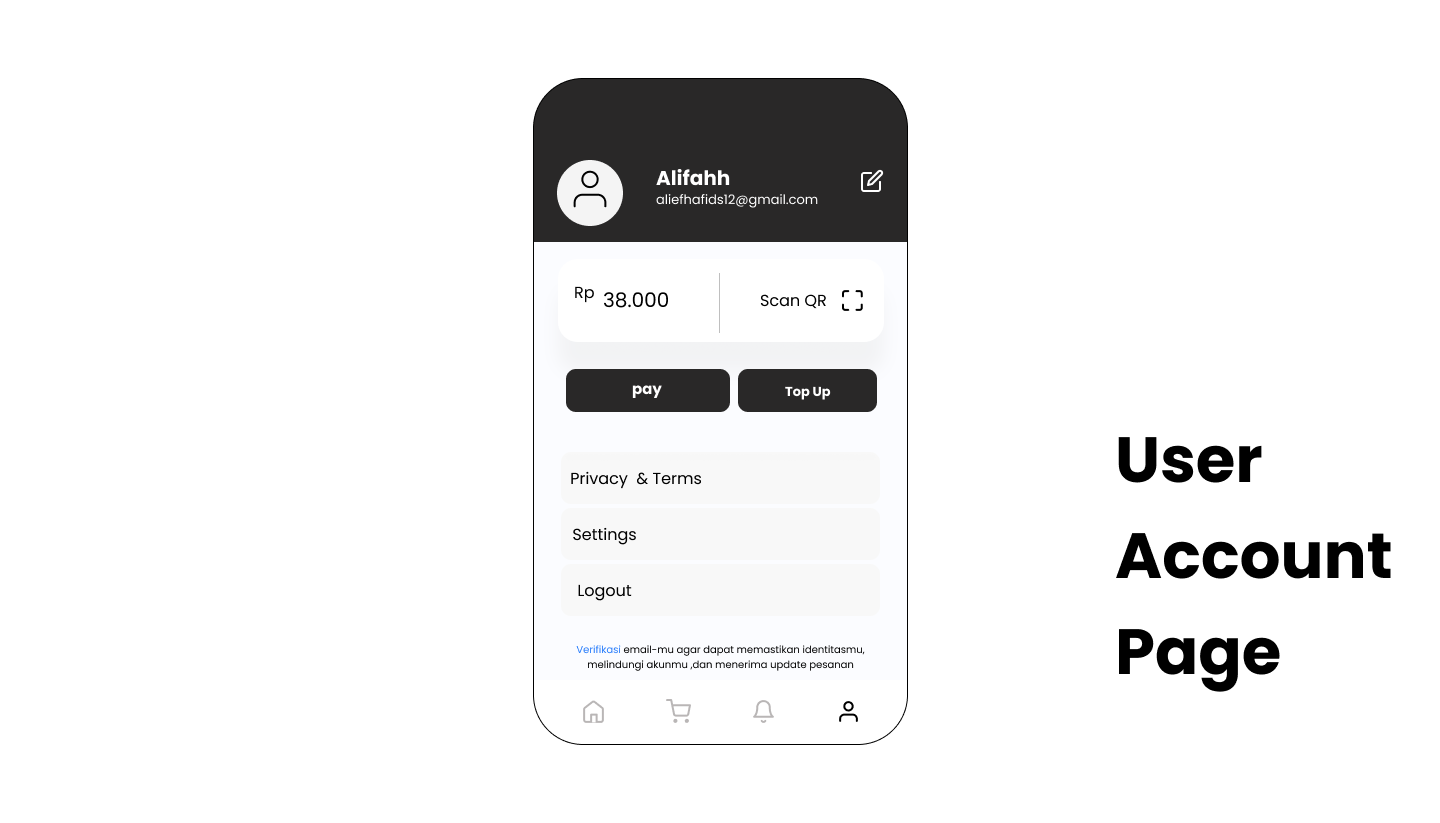 Alifahh
aliefhafids12@gmail.com
Rp 38.000
Scan QR
pay
Top Up
Privacy  & Terms
Settings
Logout
Verifikasi email-mu agar dapat memastikan identitasmu,
melindungi akunmu ,dan menerima update pesanan
User
Account
Page